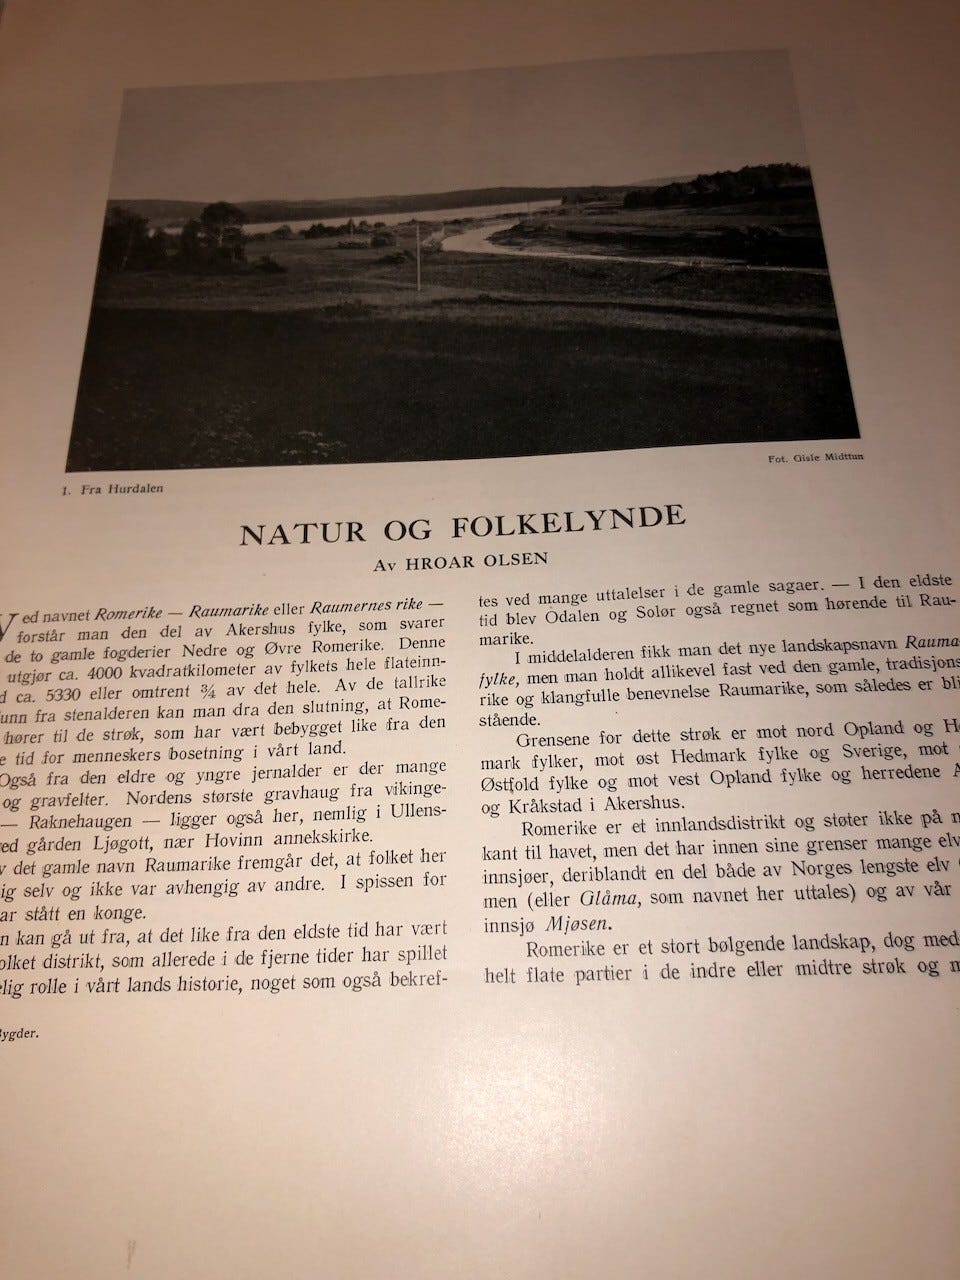 Fot. Gisle Midttun
1. Fra Hurdalen
NATUR OG FOLKELYNDE
Av HROAR OLSEN
Ved navnet Romerike — Raumarike eller Raumernes rike —
forstår man den del av Akershus fylke, som svarer
de to gamle fogderier Nedre og Øvre Romerike. Denne
utgjør ca. 4000 kvadratkilometer av fylkets hele flateinn-
d ca. 5330 eller omtrent ¾ av det hele. Av de tallrike
unn fra stenalderen kan man dra den slutning, at Rome-
hører til de strøk, som har vært bebygget like fra den
e tid for menneskers bosetning i vårt land.
Også fra den eldre og yngre jernalder er der mange
og gravfelter. Nordens største gravhaug fra vikinge-
— Raknehaugen — ligger også her, nemlig i Ullens-
ved gården Ljøgott, nær Hovinn annekskirke.
v det gamle navn Raumarike fremgår det, at folket her
ig selv og ikke var avhengig av andre. I spissen for
ar stått en konge.
n kan gå ut fra, at det like fra den eldste tid har vært
olket distrikt, som allerede i de fjerne tider har spillet
elig rolle i vårt lands historie, noget som også bekref-
Bygder.
tes ved mange uttalelser i de gamle sagaer. — I den eldste
tid blev Odalen og Solør også regnet som hørende til Rau-
marike.
I middelalderen fikk man det nye landskapsnavn Rauma
fylke, men man holdt allikevel fast ved den gamle, tradisjons
rike og klangfulle benevnelse Raumarike, som således er bli
stående.
Grensene for dette strøk er mot nord Opland og He
mark fylker, mot øst Hedmark fylke og Sverige, mot
Østfold fylke og mot vest Opland fylke og herredene A
og Kråkstad i Akershus.
Romerike er et innlandsdistrikt og støter ikke på n
kant til havet, men det har innen sine grenser mange elv
innsjøer, deriblandt en del både av Norges lengste elv
men (eller Glåma, som navnet her uttales) og av vår
innsjø Mjøsen.
Romerike er et stort bølgende landskap, dog med
helt flate partier i de indre eller midtre strøk og m